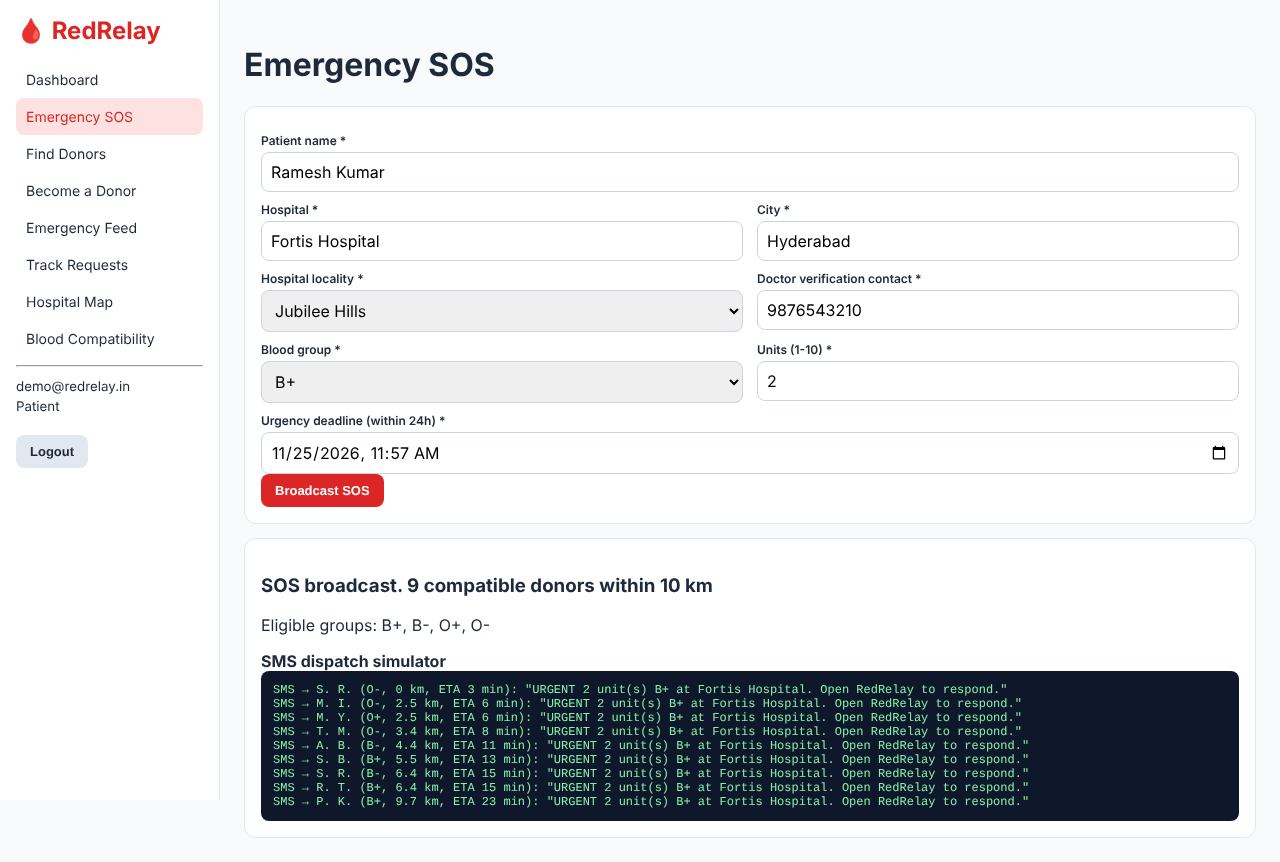 RedRelay
Dashboard
Emergency SOS
Find Donors
Become a Donor
Emergency Feed
Track Requests
Hospital Map
Blood Compatibility
demo@redrelay.in
Patient
Logout
Emergency SOS
Patient name *
Ramesh Kumar
Hospital *
Fortis Hospital
City *
Hyderabad
Hospital locality *
Jubilee Hills
Doctor verification contact *
9876543210
Blood group *
B+
Units (1-10) *
2
Urgency deadline (within 24h) *
11/25/2026, 11:57 AM
Broadcast SOS
SOS broadcast. 9 compatible donors within 10 km
Eligible groups: B+, B-, O+, O-
SMS dispatch simulator
SMS → S. R. (O-, 0 km, ETA 3 min): "URGENT 2 unit(s) B+ at Fortis Hospital. Open RedRelay to respond."
SMS → M. I. (O-, 2.5 km, ETA 6 min): "URGENT 2 unit(s) B+ at Fortis Hospital. Open RedRelay to respond."
SMS → M. Y. (O+, 2.5 km, ETA 6 min): "URGENT 2 unit(s) B+ at Fortis Hospital. Open RedRelay to respond."
SMS → T. M. (O-, 3.4 km, ETA 8 min): "URGENT 2 unit(s) B+ at Fortis Hospital. Open RedRelay to respond."
SMS → A. B. (B-, 4.4 km, ETA 11 min): "URGENT 2 unit(s) B+ at Fortis Hospital. Open RedRelay to respond."
SMS → S. B. (B+, 5.5 km, ETA 13 min): "URGENT 2 unit(s) B+ at Fortis Hospital. Open RedRelay to respond."
SMS → S. R. (B-, 6.4 km, ETA 15 min): "URGENT 2 unit(s) B+ at Fortis Hospital. Open RedRelay to respond."
SMS → R. T. (B+, 6.4 km, ETA 15 min): "URGENT 2 unit(s) B+ at Fortis Hospital. Open RedRelay to respond."
SMS → P. K. (B+, 9.7 km, ETA 23 min): "URGENT 2 unit(s) B+ at Fortis Hospital. Open RedRelay to respond."